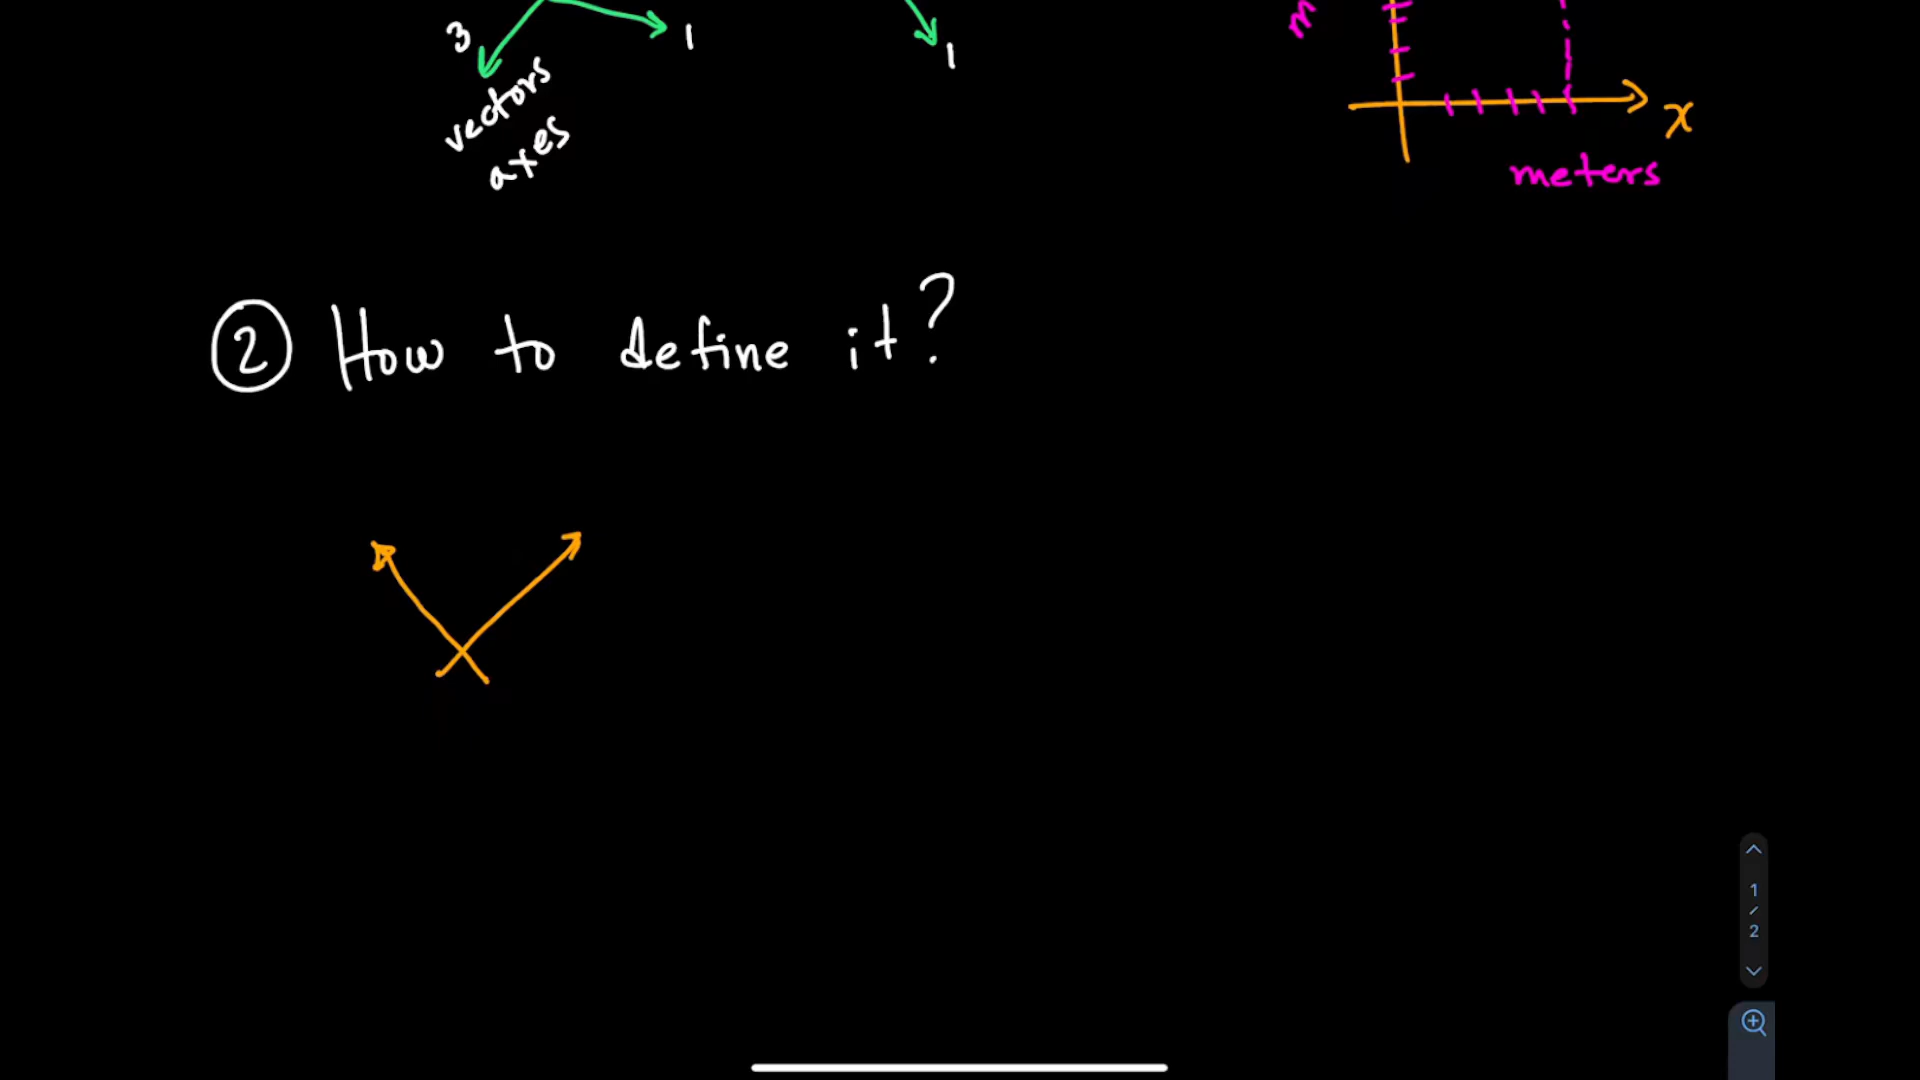 3
1
1
m
vectors
axes
x
meters
② How to define it?
1
/
2